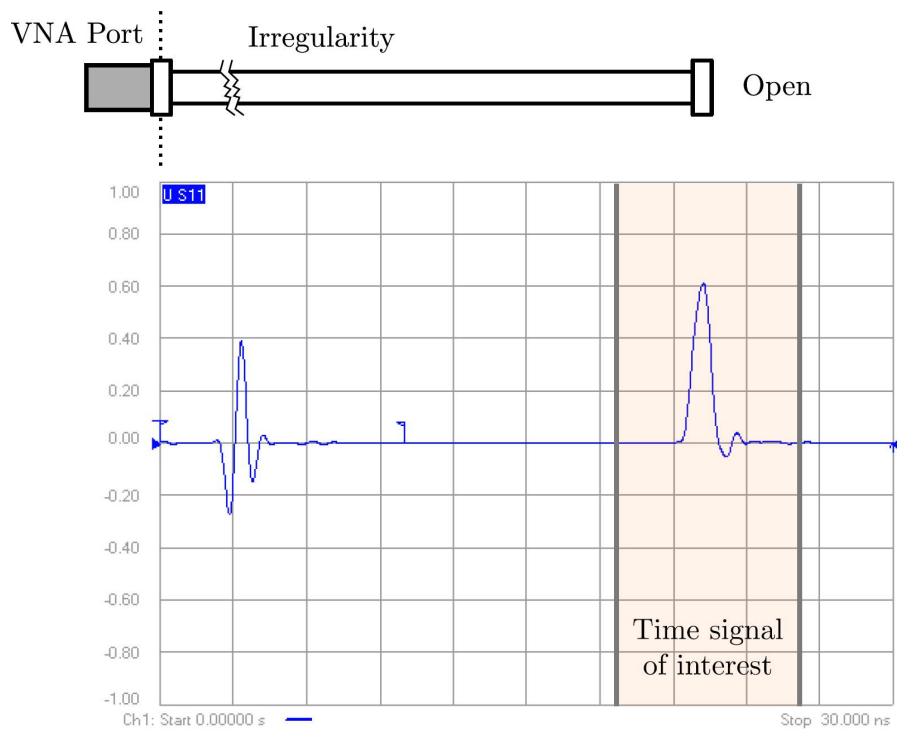 VNA Port
Irregularity
Open
1.00
U S11
0.80
0.60
0.40
0.20
0.00
-0.20
-0.40
-0.60
-0.80
-1.00
Time signal
of interest
Ch1: Start 0.00000 s
Stop 30.000 ns